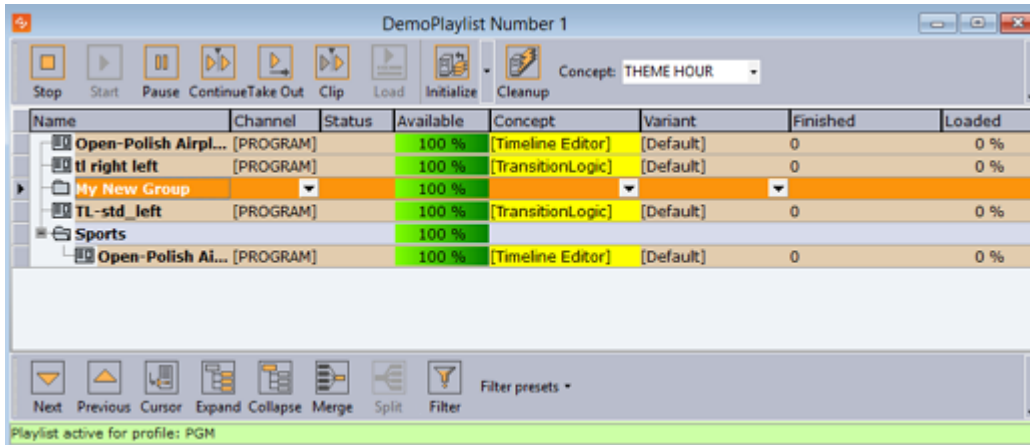 DemoPlaylist Number 1
Stop Start Pause Continue Take Out Clip Load Initialize Cleanup Concept: THEME HOUR
Name Channel Status Available Concept Variant Finished Loaded
Open-Polish Airpl... [PROGRAM] 100 % [Timeline Editor] [Default] 0 0 %
tl right left [PROGRAM] 100 % [TransitionLogic] [Default] 0 0 %
My New Group 100 %
TL-std_left [PROGRAM] 100 % [TransitionLogic] [Default] 0 0 %
Sports 100 %
Open-Polish Ai... [PROGRAM] 100 % [Timeline Editor] [Default] 0 0 %
Next Previous Cursor Expand Collapse Merge Split Filter Filter presets
Playlist active for profile: PGM